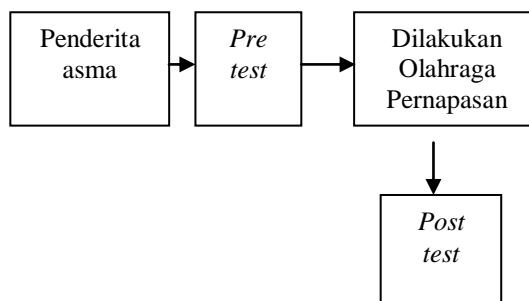 Penderita
asma
Pre
test
Dilakukan
Olahraga
Pernapasan
Post
test